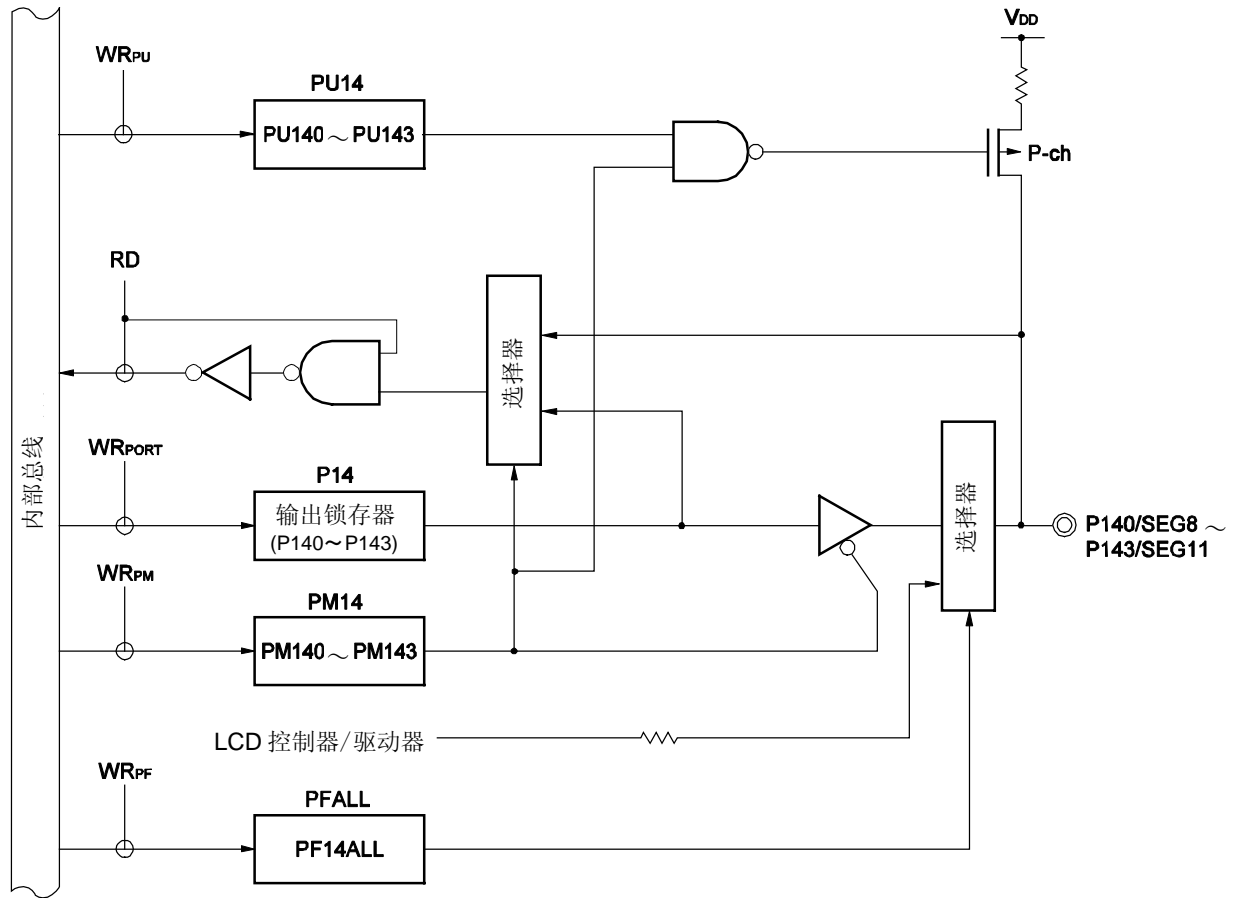 VDD
WRPU
PU14
PU140～PU143
P-ch
RD
选择器
内部总线
WRPORT
P14
输出锁存器
(P140～P143)
选择器
P140/SEG8～
P143/SEG11
WRPM
PM14
PM140～PM143
LCD 控制器/驱动器
WRPF
PFALL
PF14ALL